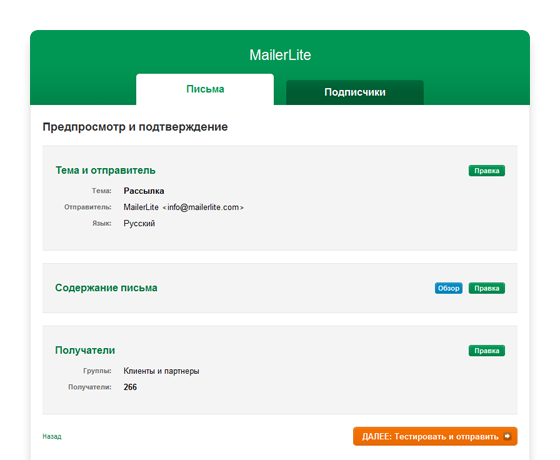 MailerLite
Письма Подписчики
Предпросмотр и подтверждение
Тема и отправитель Правка
Тема: Рассылка
Отправитель: MailerLite <info@mailerlite.com>
Язык: Русский
Содержание письма Обзор Правка
Получатели Правка
Группы: Клиенты и партнеры
Получатели: 266
Назад ДАЛЕЕ: Тестировать и отправить